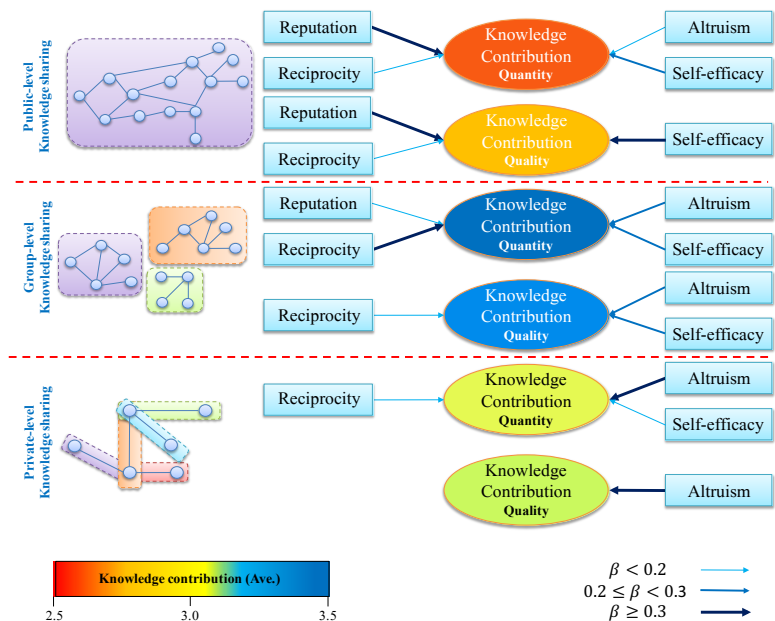 Public-level
Knowledge sharing
Reputation
Reciprocity
Knowledge
Contribution
Quantity
Altruism
Self-efficacy
Reputation
Reciprocity
Knowledge
Contribution
Quality
Self-efficacy
Group-level
Knowledge sharing
Reputation
Reciprocity
Knowledge
Contribution
Quantity
Altruism
Self-efficacy
Reciprocity
Knowledge
Contribution
Quality
Altruism
Self-efficacy
Private-level
Knowledge sharing
Reciprocity
Knowledge
Contribution
Quantity
Altruism
Self-efficacy
Knowledge
Contribution
Quality
Altruism
Knowledge contribution (Ave.)
2.5 3.0 3.5
β < 0.2
0.2 ≤ β < 0.3
β ≥ 0.3